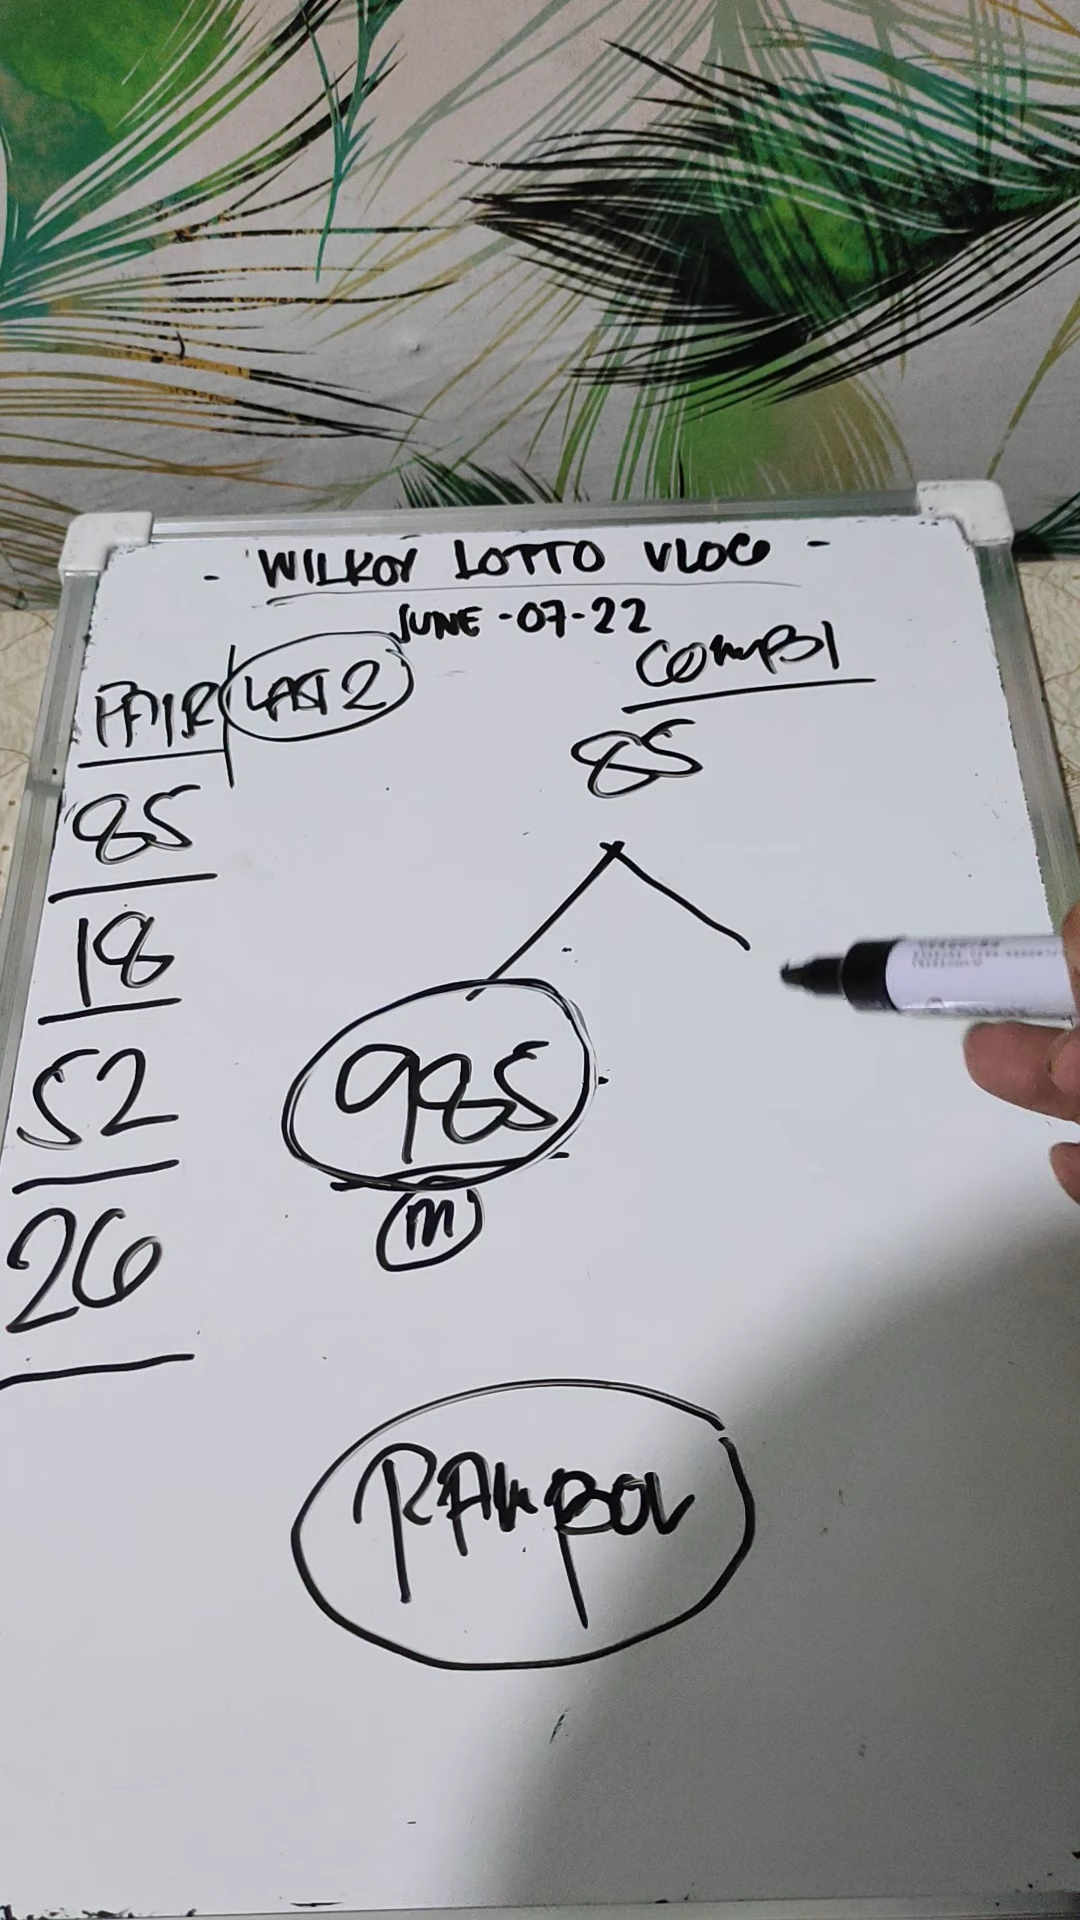 - WILKOY LOTTO VLOG -
JUNE-07-22
PAIR LAST 2
COMBI
85
85
18
52
26
985
M
RAMBOL